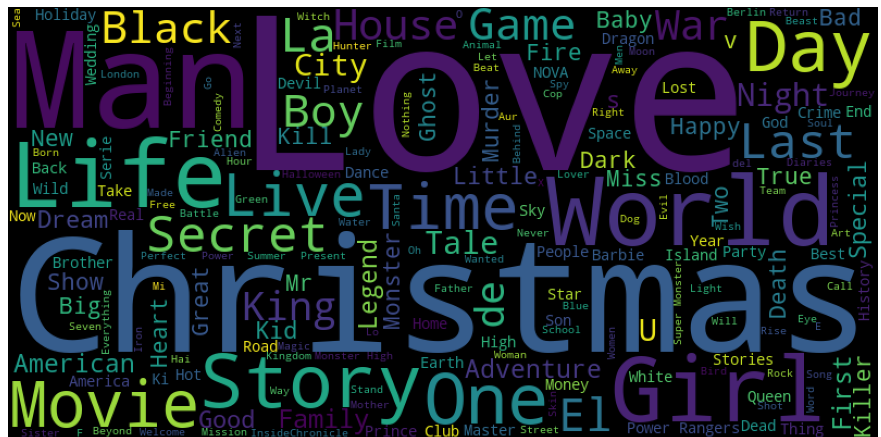 Sea
Holiday
Wedding
Black
La
House
Game
Witch
O
Hunter
Film
Animal
Baby
War
Berlin
Return
Beast
Bad
Day
Man
Love
London
Beginning
Next
Go
Comedy
City
Devil
Planet
Let
Beat
Fire
Dragon
NOVA
Spy
Cop
Men
Moon
Away
V
Lost
Night
Journey
New
Friend
Boy
Kill
Nothing
Ghost
Murder
Aur
Right
s
Space
Happy
God
Crime
Soul
End
Last
Born
Back
Wild
Serie
Alien
Hour
Lady
Dance
Behind
Dark
Blood
del
Diaries
True
Life
Take
Made
Free
Green
Halloween
Live
Little
Lover
Miss
Team
Princess
Special
Now
Dream
Real
Battle
Water
Santa
Time
x
Sky
Dog
Evil
World
Two
Wish
Art
Secret
Never
Year
Party
Best
History
Brother
Show
Perfect
Power
Summer
Present
Oh
Wanted
Tale
People
Barbie
Island
Christmas
Big
Everything
Seven
Mi
Iron
Great
Mr
King
Legend
Monster
Father
Star
Blue
Light
Super Monsters
Death
Will
Call
Eye
E
Rise
Heart
Kid
Home
de
High
Son
School
Women
U
American
Road
Magic
Lo
Kingdom
Monster High
Woman
Earth
Adventure
Stories
Bird
Rock
Song
First
Killer
America
Ki
Hot
Hai
Story
Way
Stand
One
Money
White
Girl
Queen
Shot
Word
Movie
Good
Family
Mother
Prince
Skin
El
Power Rangers
Dead
Thing
Sister
F
Beyond
Welcome
Mission
InsideChronicle
Club
Master
Street